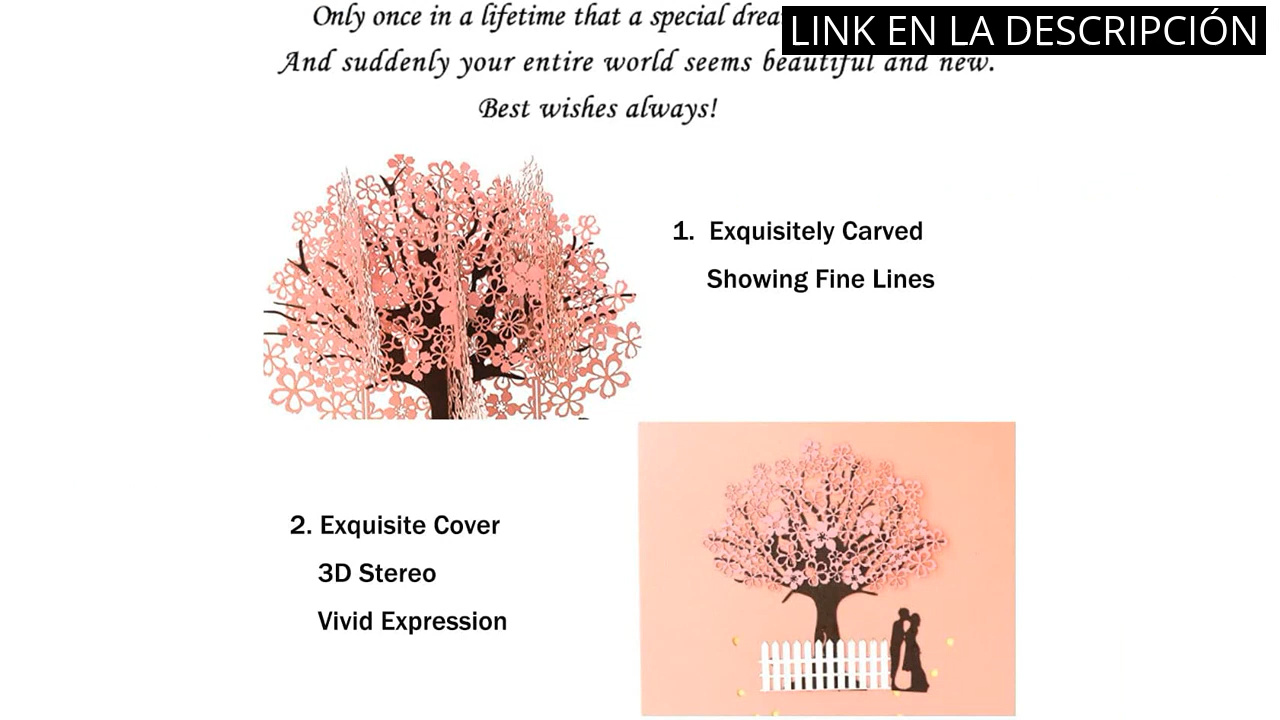 Only once in a lifetime that a special
LINK EN LA DESCRIPCIÓN
And suddenly your entire world seems beautiful and new.
Best wishes always!
1. Exquisitely Carved
Showing Fine Lines
2. Exquisite Cover
3D Stereo
Vivid Expression